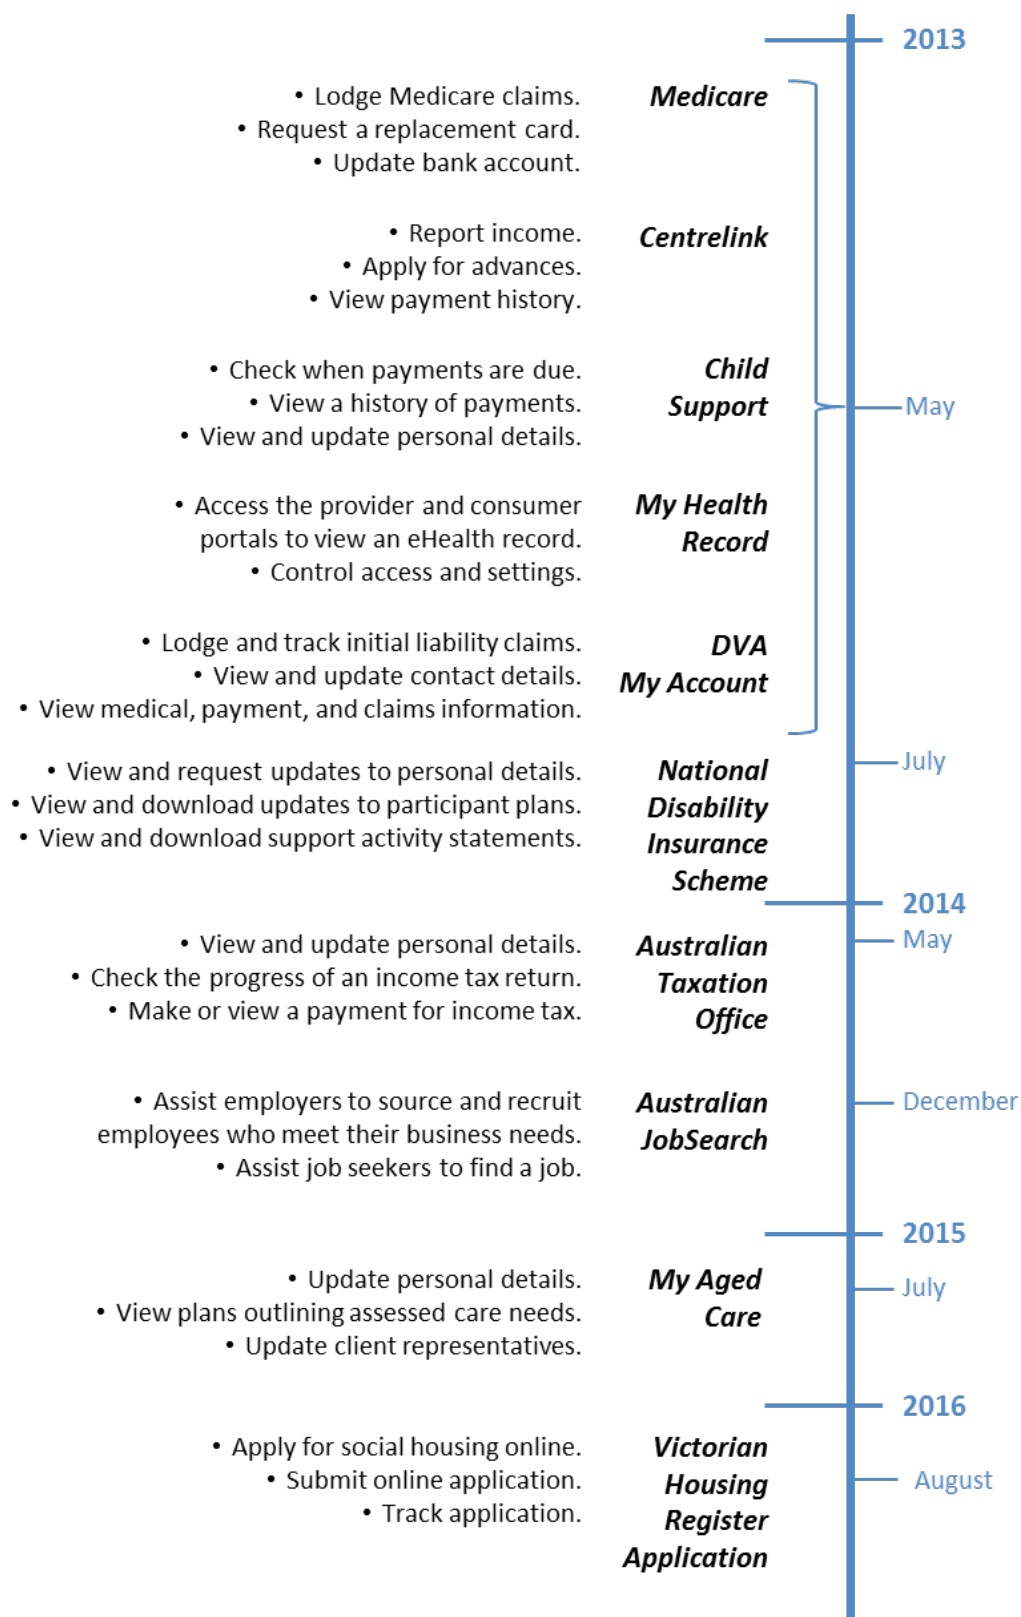 2013
• Lodge Medicare claims.
• Request a replacement card.
• Update bank account.
Medicare
• Report income.
• Apply for advances.
• View payment history.
Centrelink
• Check when payments are due.
• View a history of payments.
• View and update personal details.
Child
Support
May
• Access the provider and consumer
portals to view an eHealth record.
• Control access and settings.
My Health
Record
• Lodge and track initial liability claims.
• View and update contact details.
• View medical, payment, and claims information.
DVA
My Account
July
• View and request updates to personal details.
• View and download updates to participant plans.
• View and download support activity statements.
National
Disability
Insurance
Scheme
2014
May
• View and update personal details.
• Check the progress of an income tax return.
• Make or view a payment for income tax.
Australian
Taxation
Office
• Assist employers to source and recruit
employees who meet their business needs.
• Assist job seekers to find a job.
Australian
JobSearch
December
2015
• Update personal details.
• View plans outlining assessed care needs.
• Update client representatives.
My Aged
Care
July
2016
• Apply for social housing online.
• Submit online application.
• Track application.
Victorian
Housing
Register
Application
August